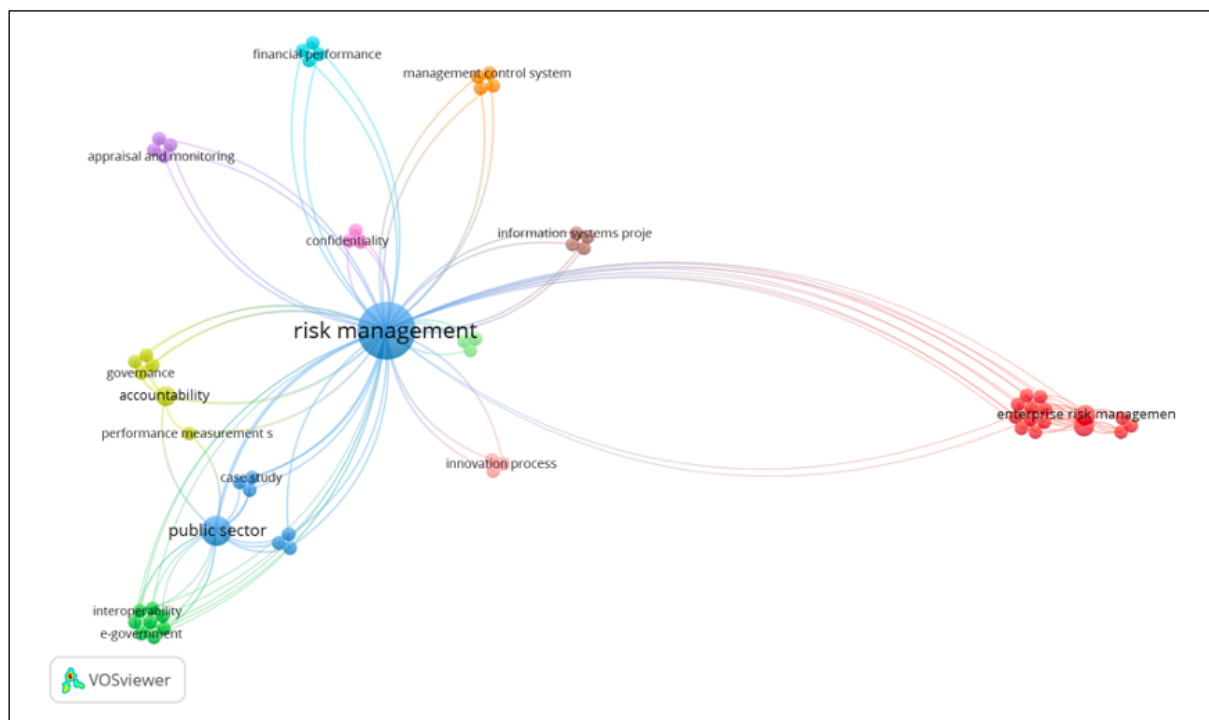 financial performance
management control system
appraisal and monitoring
confidentiality
information systems proje
risk management
governance
accountability
enterprise risk managemen
performance measurement s
innovation process
case study
public sector
interoperability
e-government
VOSviewer